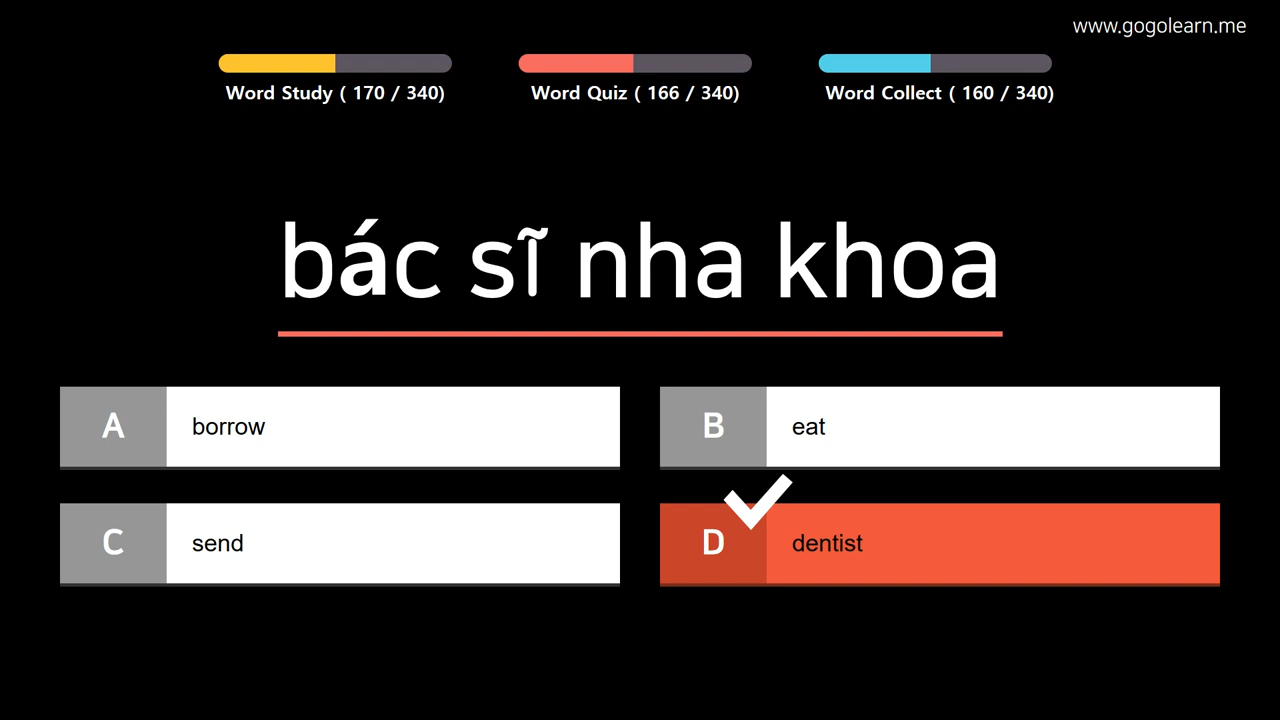 www.gogolearn.me
Word Study ( 170 / 340)
Word Quiz ( 166 / 340)
Word Collect ( 160 / 340)
bác sĩ nha khoa
A borrow
B eat
C send
D dentist